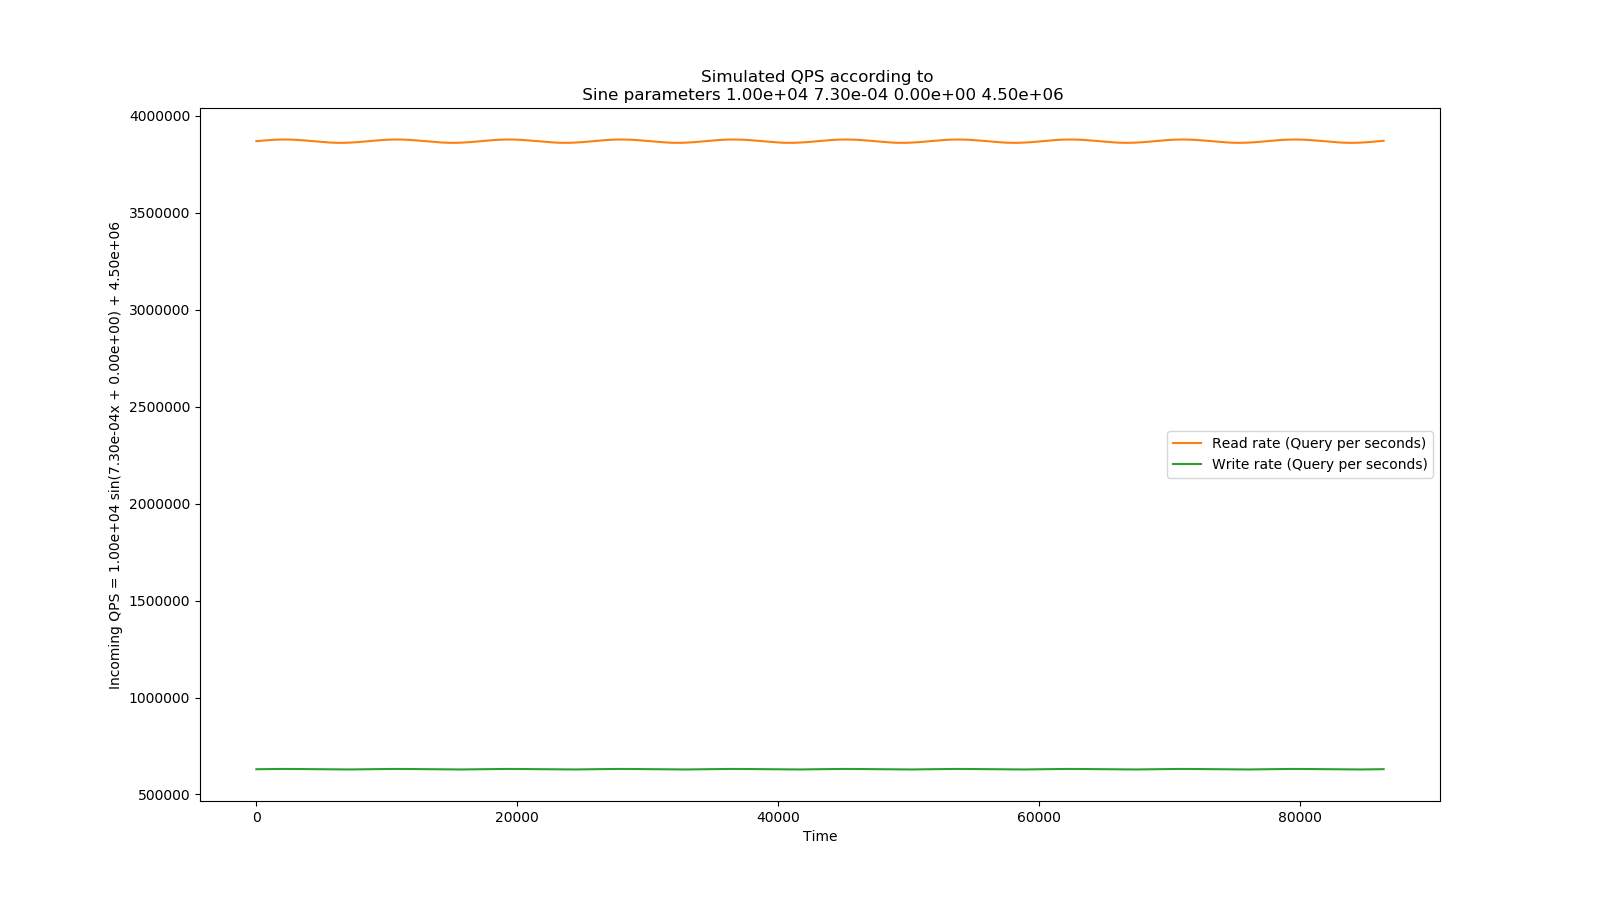 Simulated QPS according to
Sine parameters 1.00e+04 7.30e-04 0.00e+00 4.50e+06
Incoming QPS = 1.00e+04 sin(7.30e-04x + 0.00e+00) + 4.50e+06
4000000
3500000
3000000
2500000
2000000
1500000
1000000
500000
Read rate (Query per seconds)
Write rate (Query per seconds)
0 20000 40000 60000 80000
Time